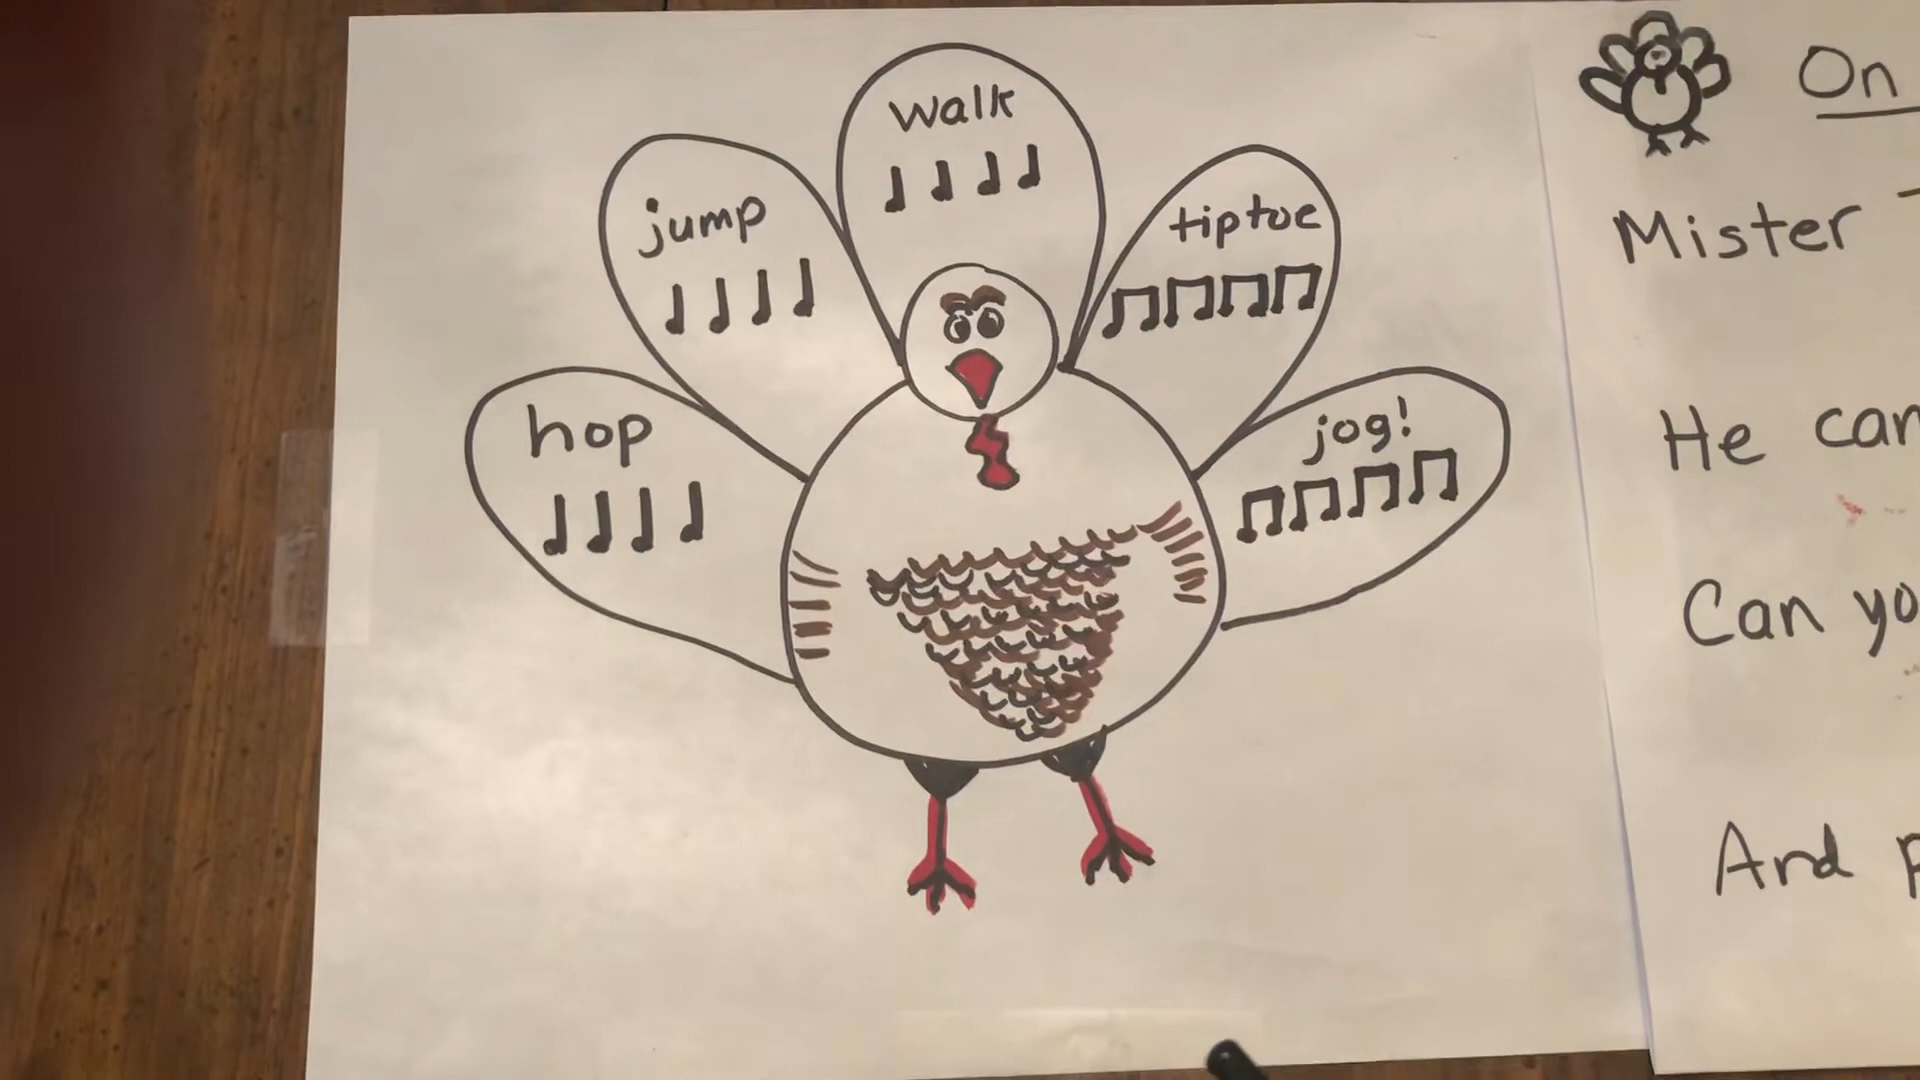 hop
jump
walk
tiptoe
jog!
On
Mister
He can
Can yo
And